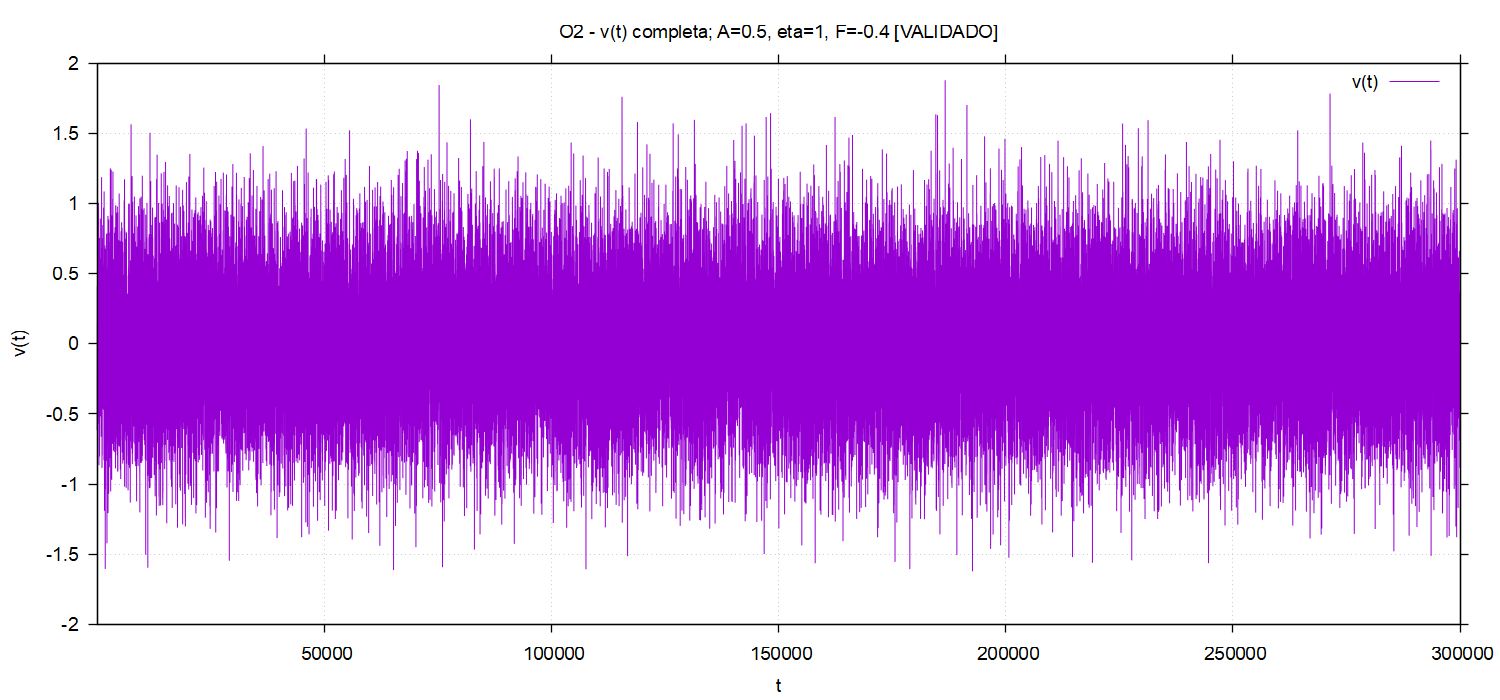 O2 - v(t) completa; A=0.5, eta=1, F=-0.4 [VALIDADO]
v(t)
2
1.5
1
0.5
0
-0.5
-1
-1.5
-2
v(t)
50000 100000 150000 200000 250000 300000
t